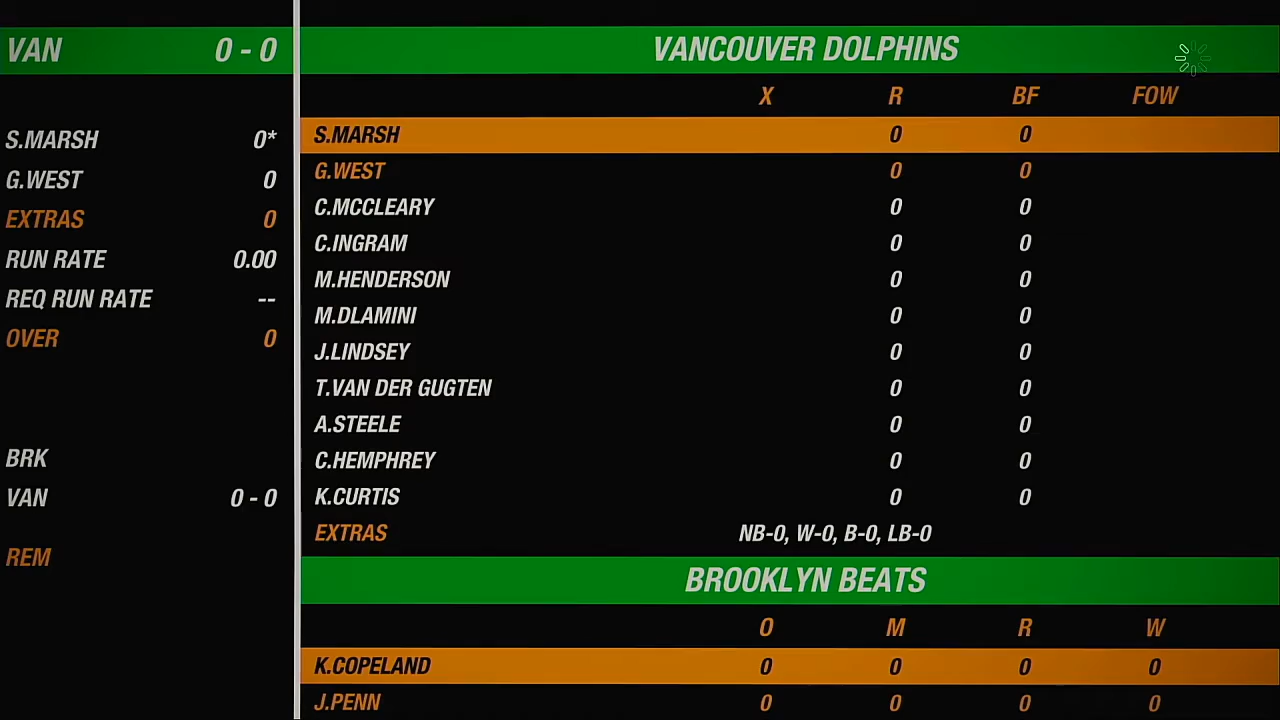 VAN 0 - 0
S.MARSH 0*
G.WEST 0
EXTRAS 0
RUN RATE 0.00
REQ RUN RATE --
OVER 0
BRK
VAN 0 - 0
REM
VANCOUVER DOLPHINS
X R BF FOW
S.MARSH 0 0
G.WEST 0 0
C.MCCLEARY 0 0
C.INGRAM 0 0
M.HENDERSON 0 0
M.DLAMINI 0 0
J.LINDSEY 0 0
T.VAN DER GUGTEN 0 0
A.STEELE 0 0
C.HEMPHREY 0 0
K.CURTIS 0 0
EXTRAS NB-0, W-0, B-0, LB-0
BROOKLYN BEATS
O M R W
K.COPELAND 0 0 0 0
J.PENN 0 0 0 0